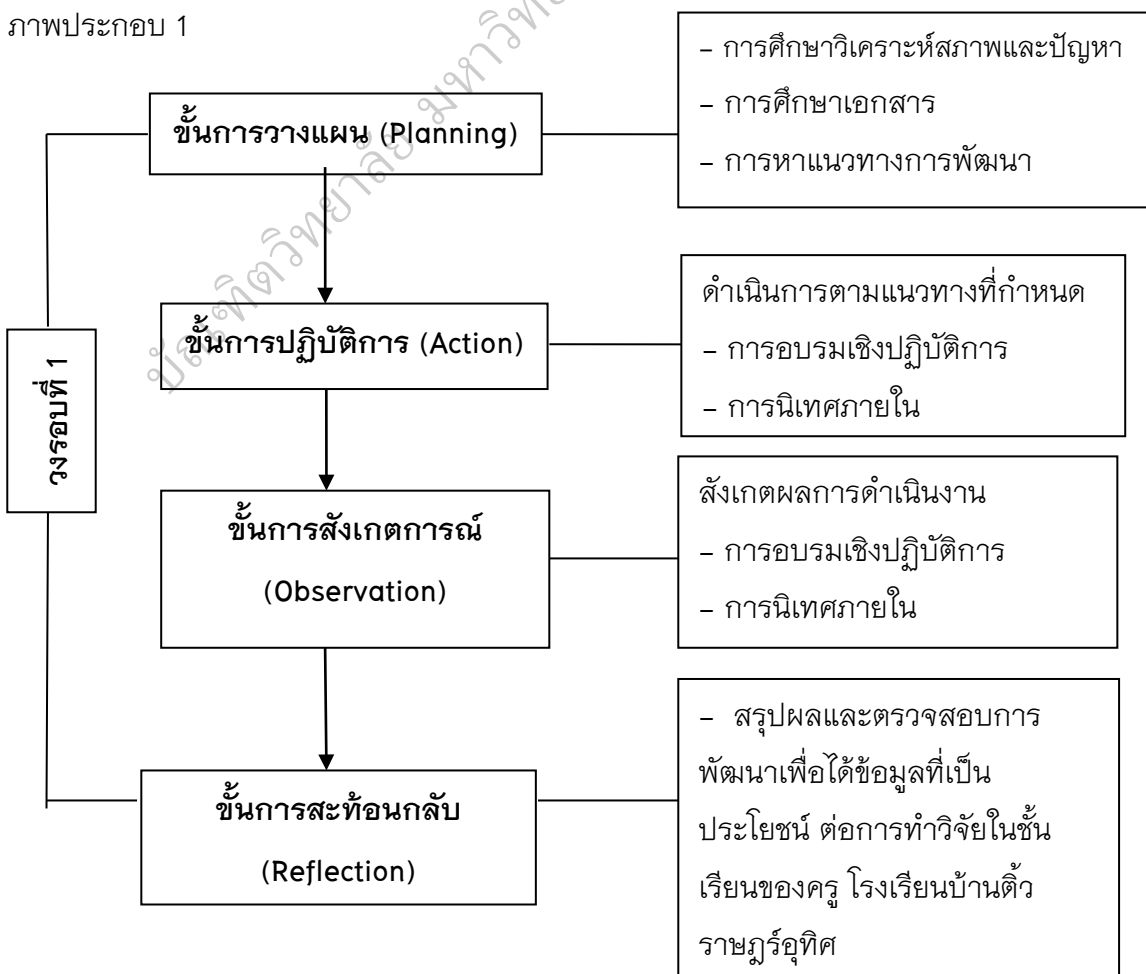 ภาพประกอบ 1
ขั้นการวางแผน (Planning)
– การศึกษาวิเคราะห์สภาพและปัญหา
– การศึกษาเอกสาร
– การหาแนวทางการพัฒนา
วงรอบที่ 1
ขั้นการปฏิบัติการ (Action)
ดำเนินการตามแนวทางที่กำหนด
– การอบรมเชิงปฏิบัติการ
– การนิเทศภายใน
ขั้นการสังเกตการณ์
(Observation)
สังเกตผลการดำเนินงาน
– การอบรมเชิงปฏิบัติการ
– การนิเทศภายใน
ขั้นการสะท้อนกลับ
(Reflection)
– สรุปผลและตรวจสอบการ
พัฒนาเพื่อได้ข้อมูลที่เป็น
ประโยชน์ ต่อการทำวิจัยในชั้น
เรียนของครู โรงเรียนบ้านติ้ว
ราษฎร์อุทิศ
บัณฑิตวิทยาลัย